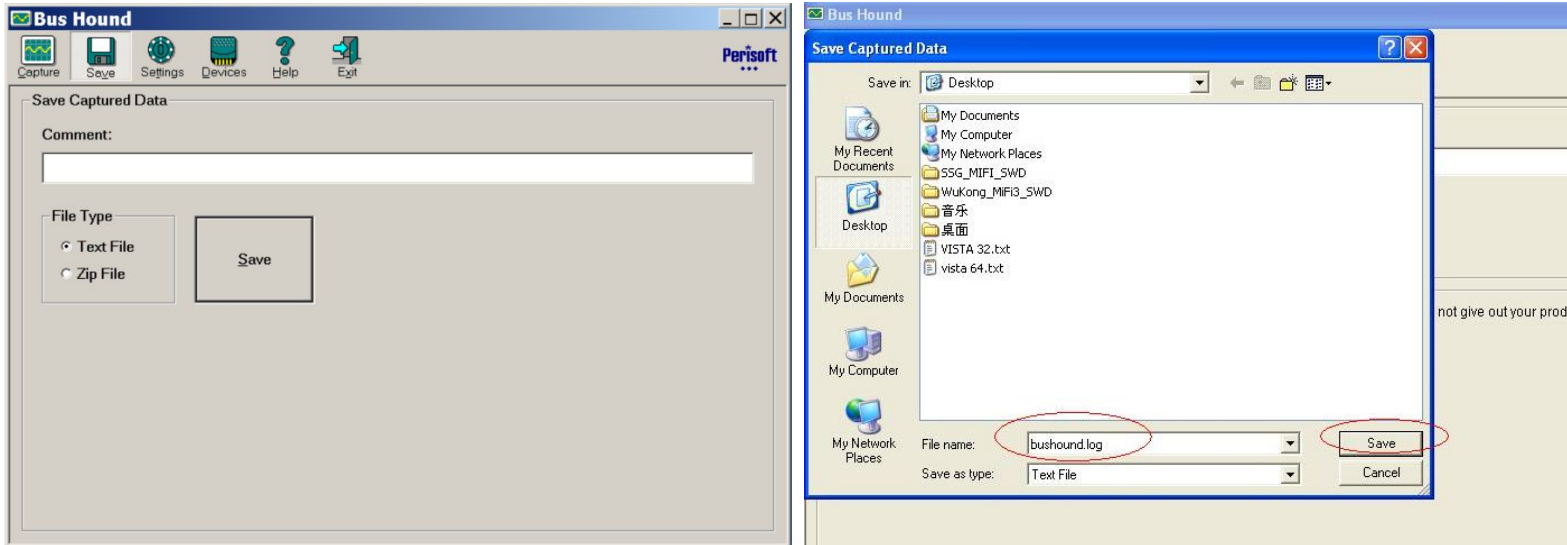 Bus Hound
Capture Save Settings Devices Help Exit
Perisoft
Save Captured Data
Comment:
File Type
Text File
Zip File
Save
Bus Hound
Save Captured Data
Save in: Desktop
My Recent Documents
Desktop
My Documents
My Computer
My Network Places
My Documents
My Computer
My Network Places
SSG_MIFI_SWD
WuKong_MiFi3_SWD
音乐
桌面
VISTA 32.txt
vista 64.txt
File name: bushound.log Save
Save as type: Text File Cancel
not give out your prod